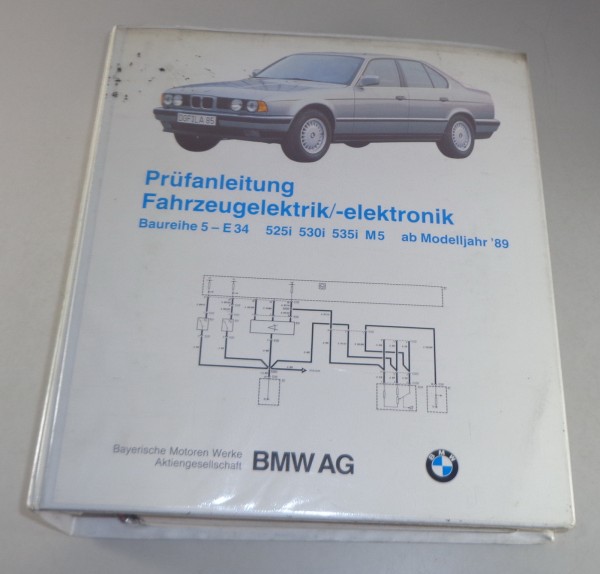 Prüfanleitung
Fahrzeugelektrik/-elektronik
Baureihe 5 – E 34 525i 530i 535i M5 ab Modelljahr '89
Bayerische Motoren Werke
Aktiengesellschaft
BMW AG
BMW